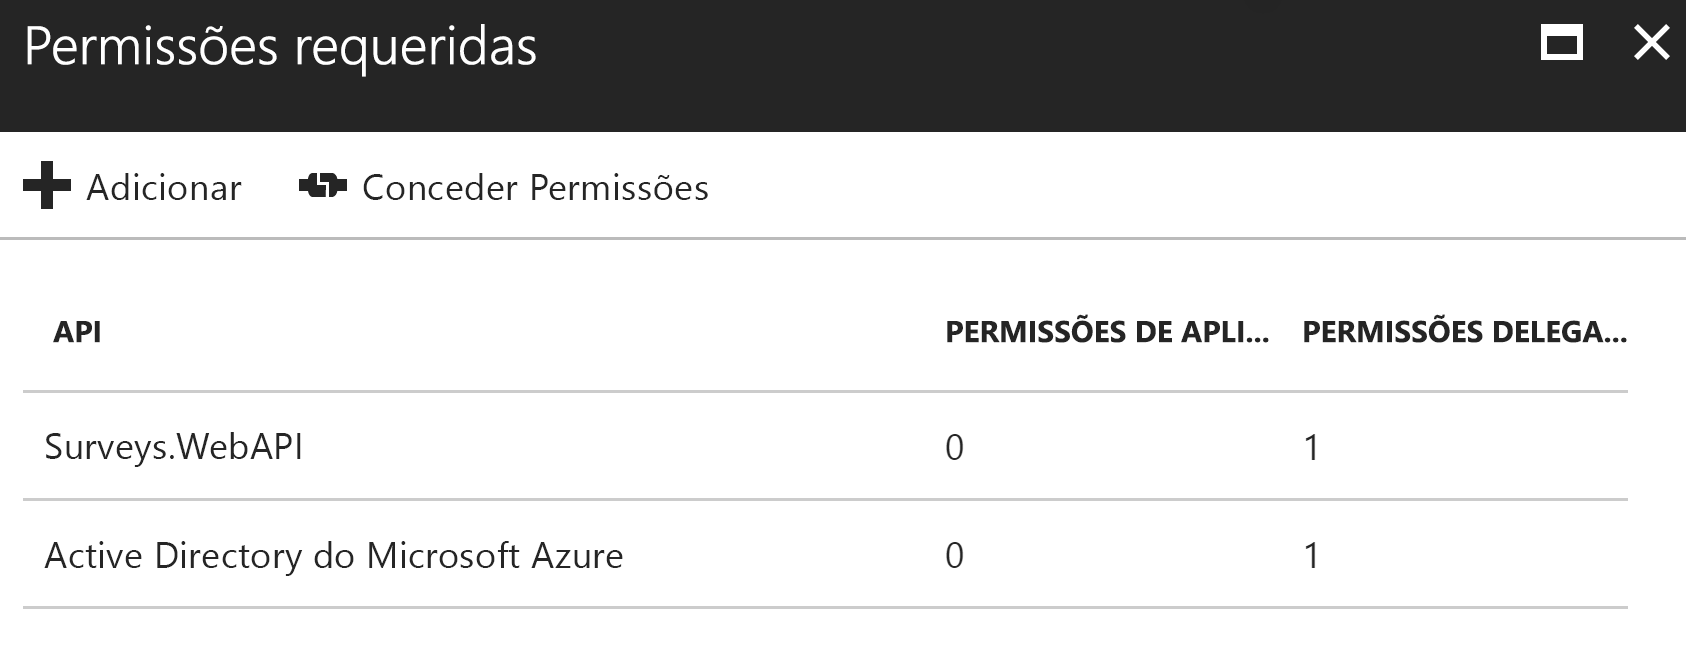 Permissões requeridas
Adicionar Conceder Permissões
API PERMISSÕES DE APLI... PERMISSÕES DELEGA...
Surveys.WebAPI 0 1
Active Directory do Microsoft Azure 0 1